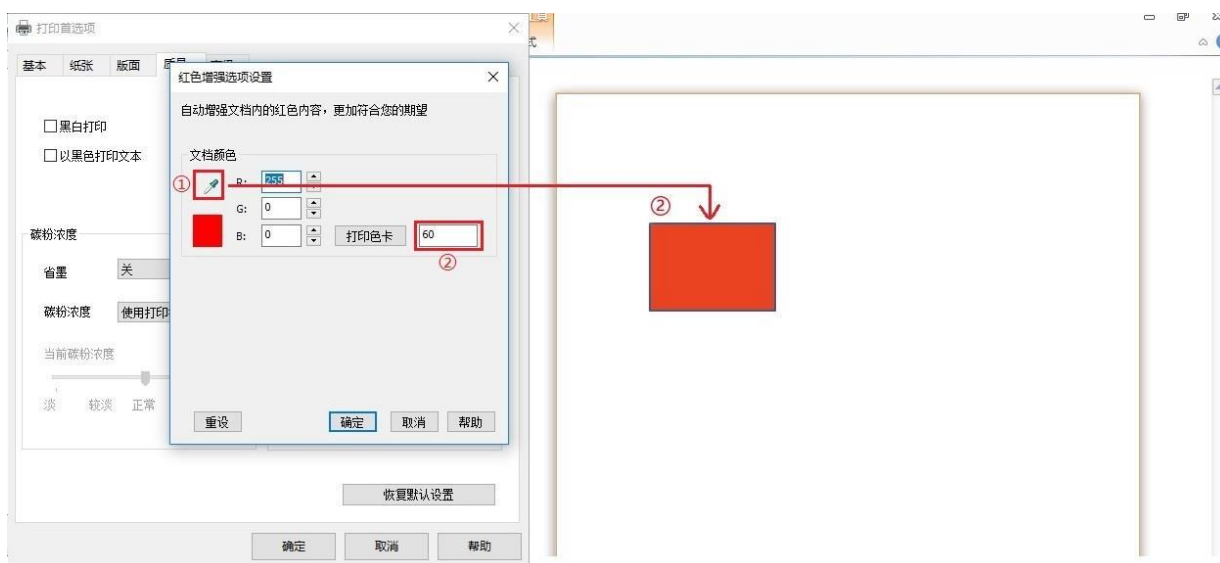 打印首选项
基本 纸张 版面
红色增强选项设置
自动增强文档内的红色内容，更加符合您的期望
黑白打印
以黑色打印文本
文档颜色
① R: 255
G: 0
B: 0 打印色卡 60
②
碳粉浓度
省墨 关
碳粉浓度 使用打印
当前碳粉浓度
淡 较淡 正常
重设 确定 取消 帮助
恢复默认设置
确定 取消 帮助
式
②